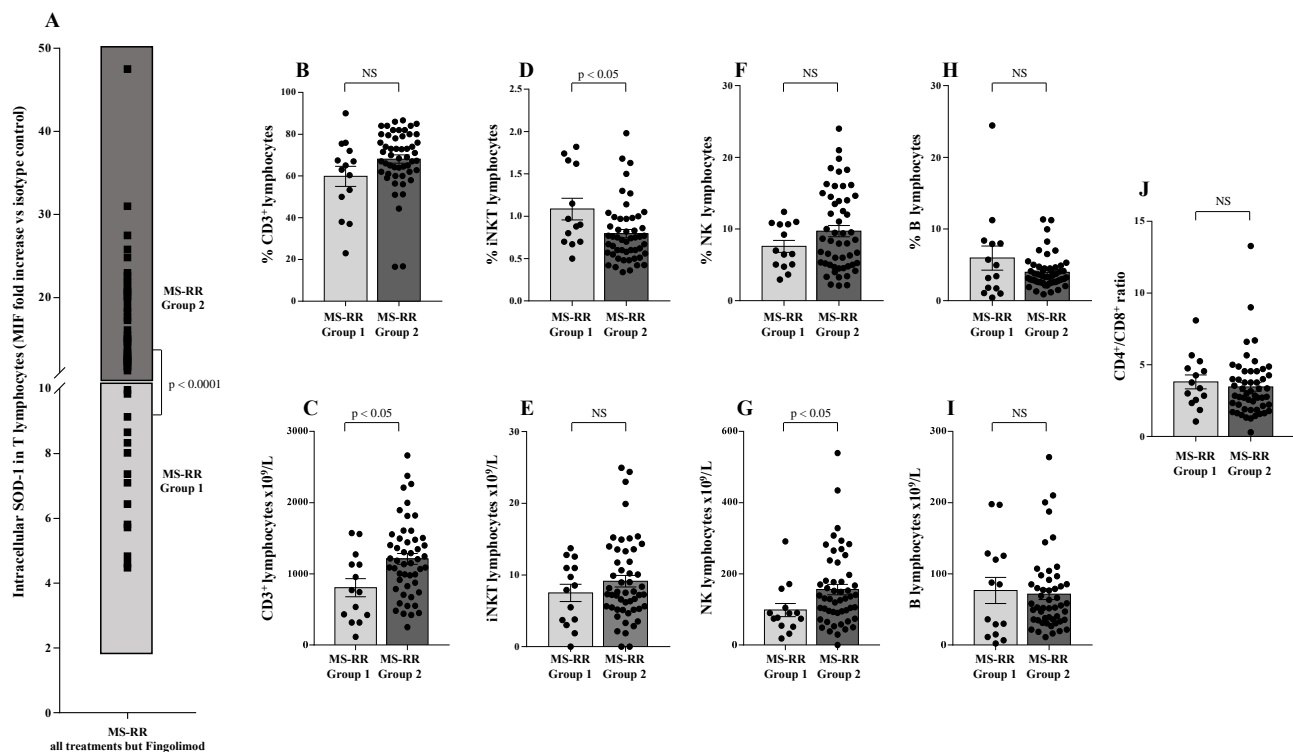 A
Intracellular SOD-1 in T lymphocytes (MIF fold increase vs isotype control)
50
40
30
20
10
8
6
4
2
0
MS-RR
Group 2
p < 0.0001
MS-RR
Group 1
MS-RR
all treatments but Fingolimod
B
NS
% CD3⁺ lymphocytes
100
80
60
40
20
0
MS-RR
Group 1
MS-RR
Group 2
D
p < 0.05
% iNKT lymphocytes
2.5
2.0
1.5
1.0
0.5
0.0
MS-RR
Group 1
MS-RR
Group 2
F
NS
% NK lymphocytes
30
20
10
0
MS-RR
Group 1
MS-RR
Group 2
H
NS
% B lymphocytes
30
20
10
0
MS-RR
Group 1
MS-RR
Group 2
C
p < 0.05
CD3⁺ lymphocytes x10⁹/L
3000
2000
1000
0
MS-RR
Group 1
MS-RR
Group 2
E
NS
iNKT lymphocytes x10⁹/L
30
20
10
0
MS-RR
Group 1
MS-RR
Group 2
G
p < 0.05
NK lymphocytes x10⁹/L
600
400
200
0
MS-RR
Group 1
MS-RR
Group 2
I
NS
B lymphocytes x10⁹/L
300
200
100
0
MS-RR
Group 1
MS-RR
Group 2
J
NS
CD4⁺/CD8⁺ ratio
15
10
5
0
MS-RR
Group 1
MS-RR
Group 2